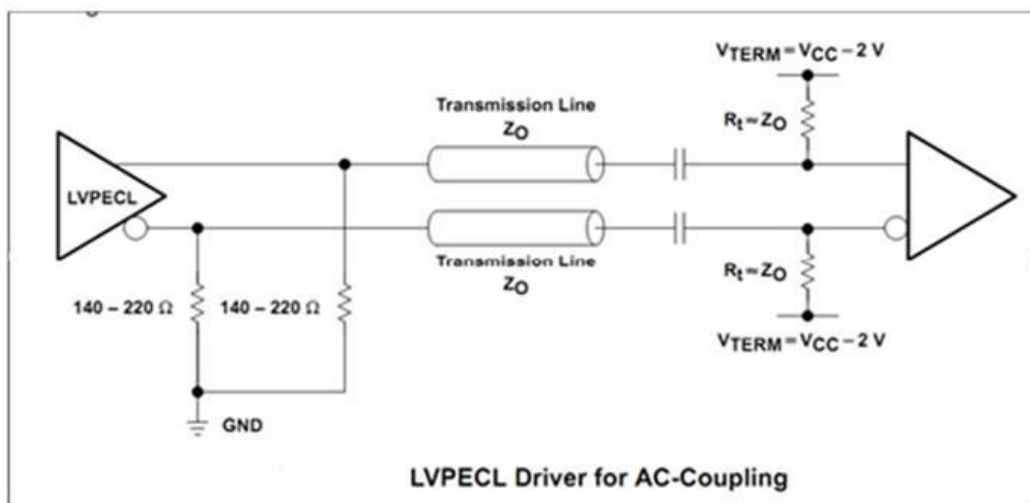 VTERM = VCC – 2 V
Transmission Line
ZO
Rt = ZO
LVPECL
Transmission Line
ZO
Rt = ZO
140 – 220 Ω
140 – 220 Ω
VTERM = VCC – 2 V
GND
LVPECL Driver for AC-Coupling